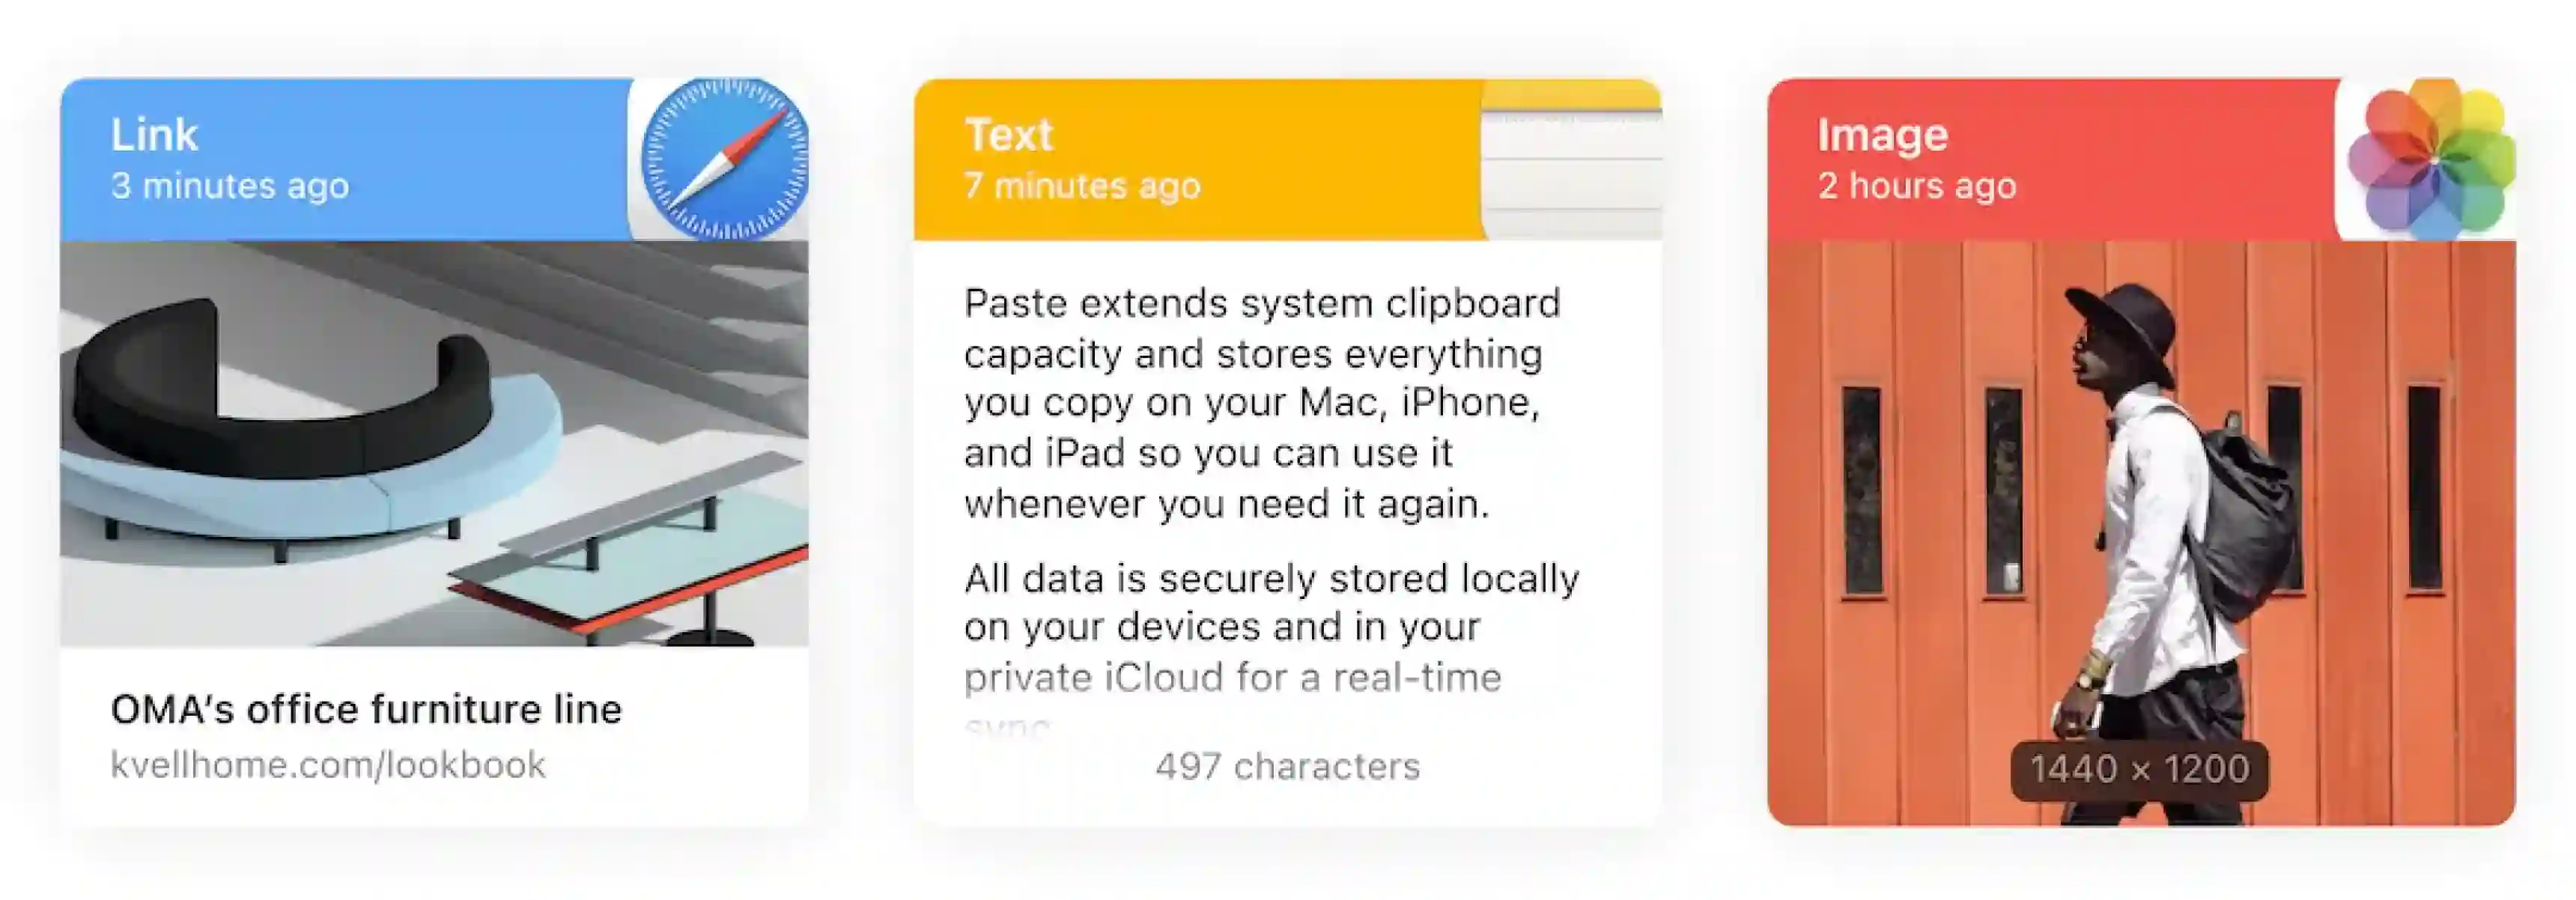 Link
3 minutes ago
OMA's office furniture line
kvellhome.com/lookbook
Text
7 minutes ago
Paste extends system clipboard
capacity and stores everything
you copy on your Mac, iPhone,
and iPad so you can use it
whenever you need it again.
All data is securely stored locally
on your devices and in your
private iCloud for a real-time
sync
497 characters
Image
2 hours ago
1440 × 1200